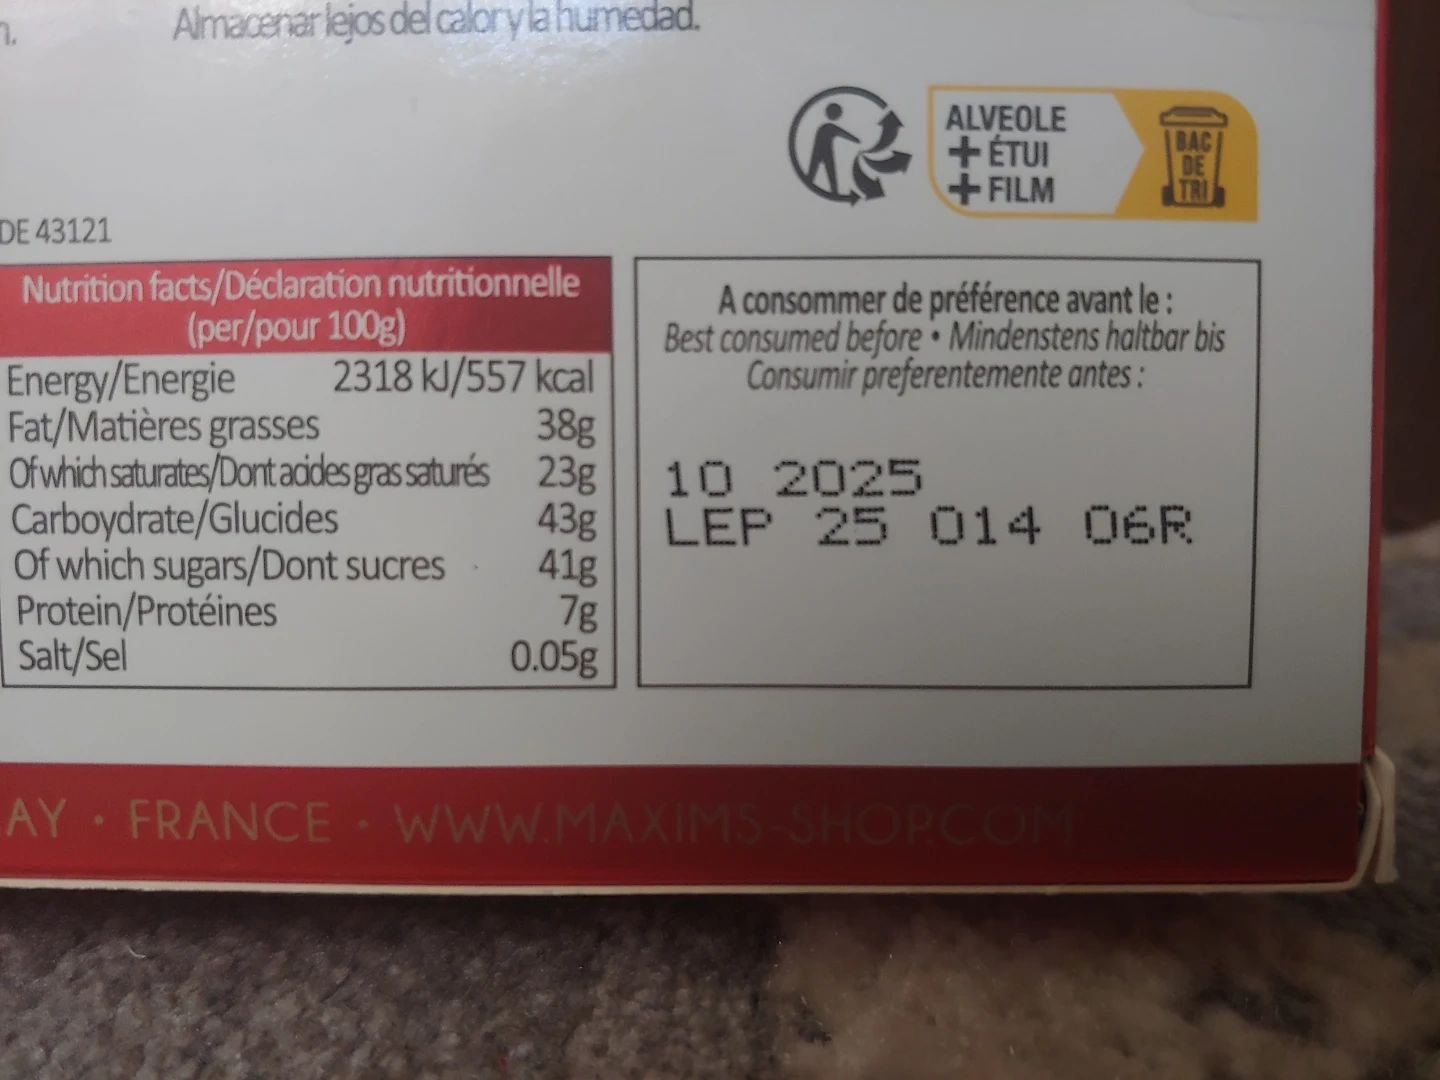 n.
Almacenar lejos del calor y la humedad.
ALVEOLE
+ ÉTUI
+ FILM
BAC
DE
TRI
DE 43121
Nutrition facts/Déclaration nutritionnelle
(per/pour 100g)
Energy/Energie 2318 kJ/557 kcal
Fat/Matières grasses 38g
Of which saturates/Dont acides gras saturés 23g
Carboydrate/Glucides 43g
Of which sugars/Dont sucres 41g
Protein/Protéines 7g
Salt/Sel 0.05g
A consommer de préférence avant le :
Best consumed before • Mindenstens haltbar bis
Consumir preferentemente antes :
10 2025
LEP 25 014 06R
AY • FRANCE • WWW.MAXIMS-SHOP.COM